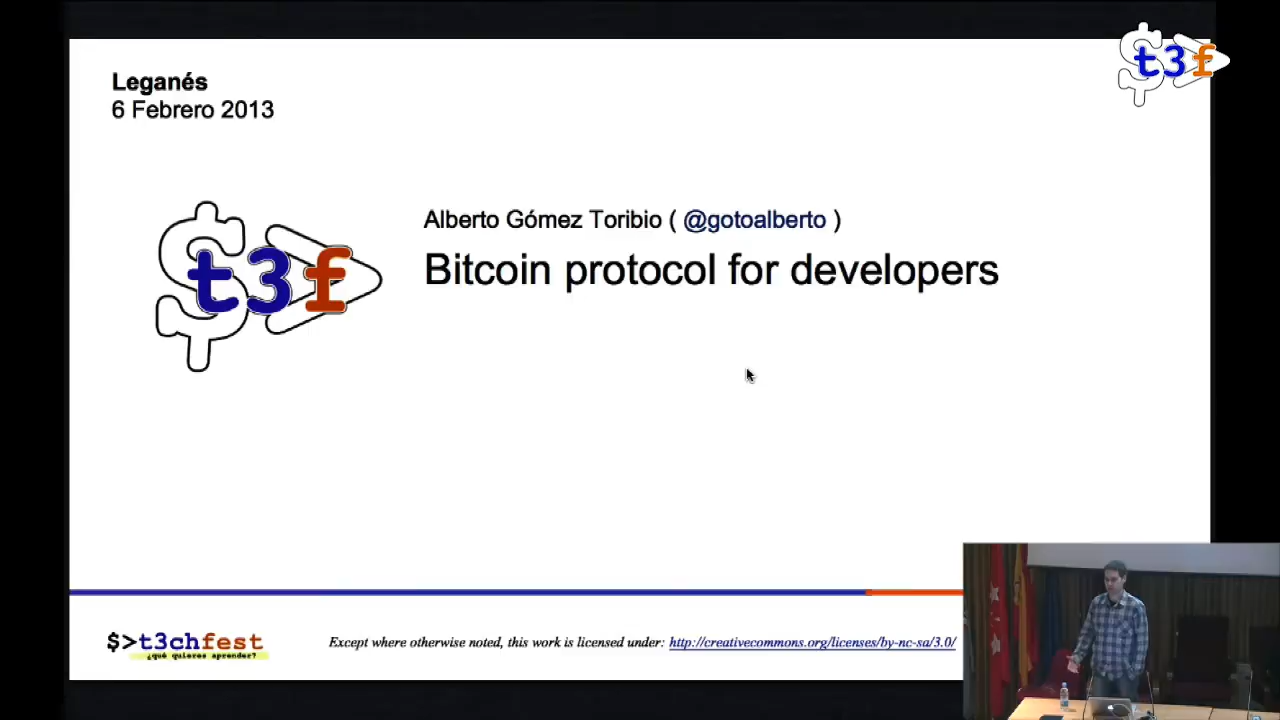 Leganés
6 Febrero 2013
t3f
t3f
Alberto Gómez Toribio ( @gotoalberto )
Bitcoin protocol for developers
$>t3chfest
¿qué quieres aprender?
Except where otherwise noted, this work is licensed under: http://creativecommons.org/licenses/by-nc-sa/3.0/